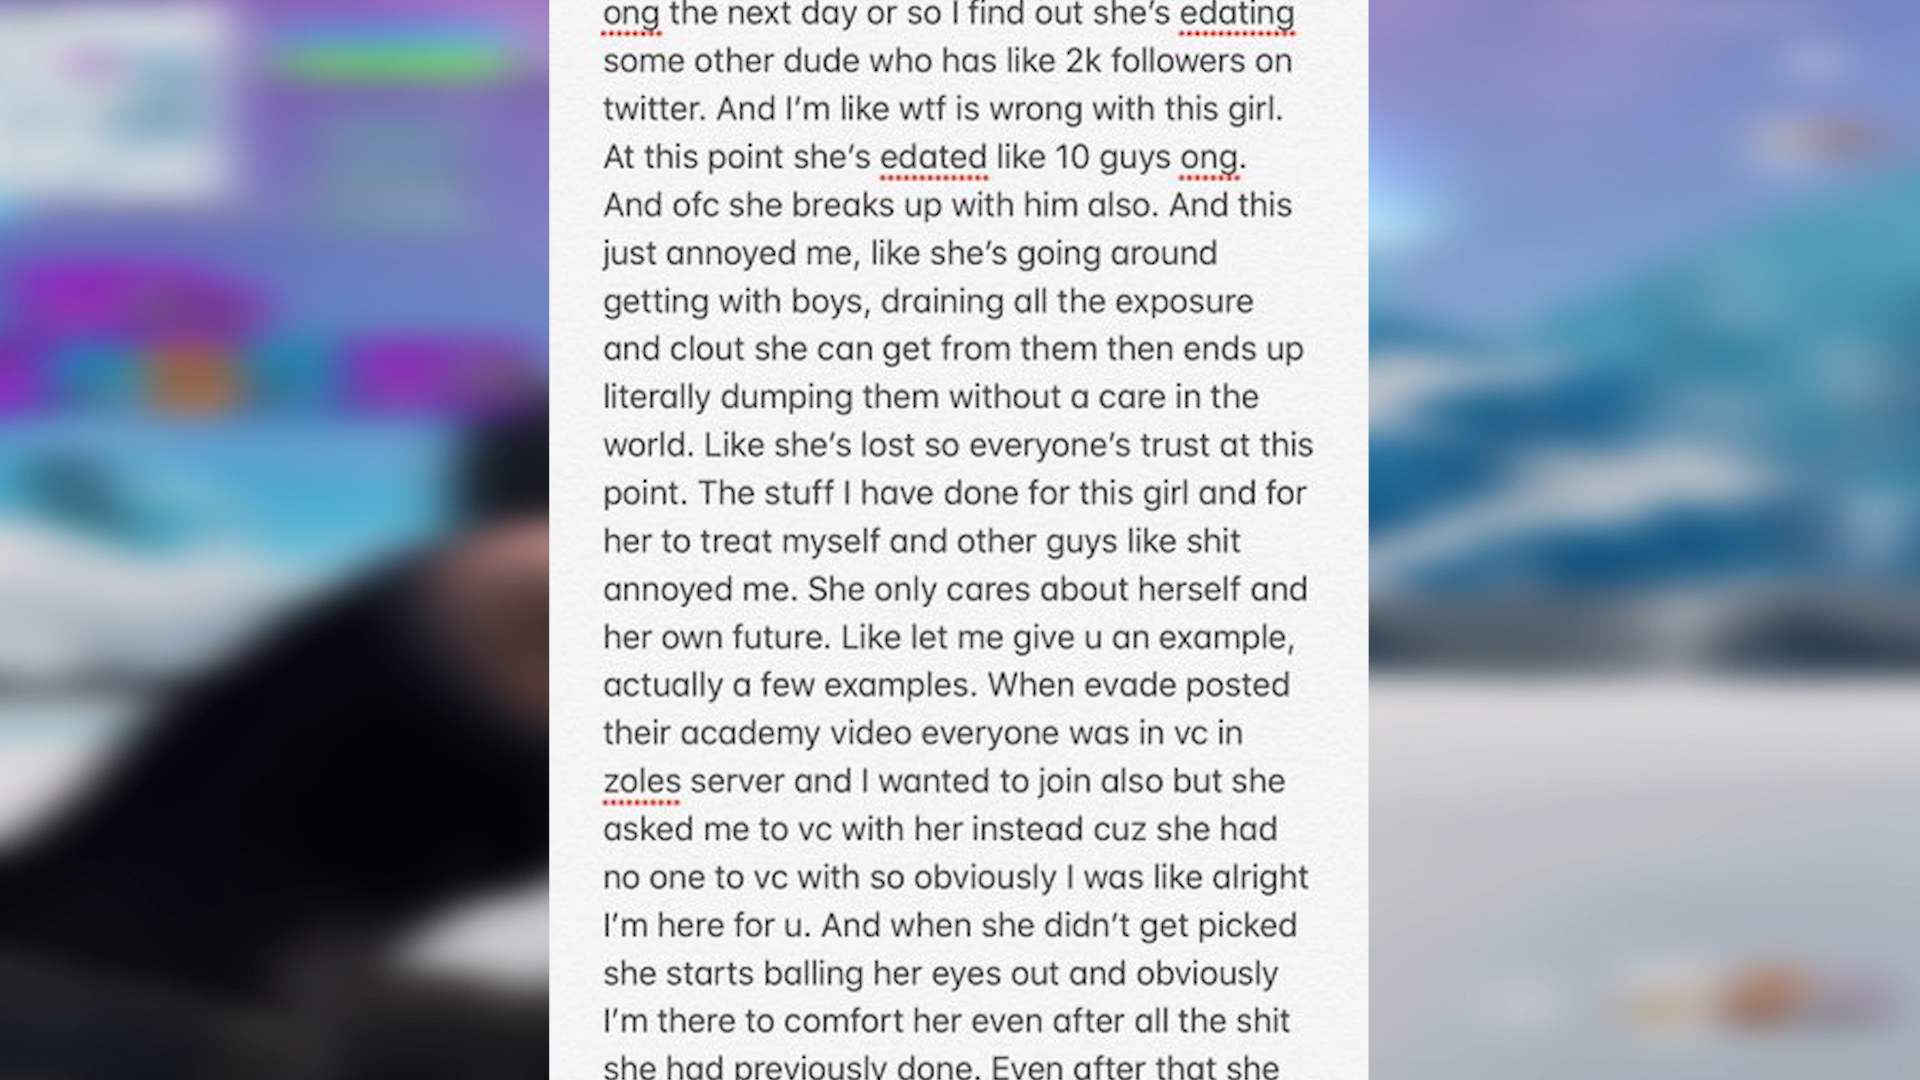 ong the next day or so I find out she’s edating
some other dude who has like 2k followers on
twitter. And I’m like wtf is wrong with this girl.
At this point she’s edated like 10 guys ong.
And ofc she breaks up with him also. And this
just annoyed me, like she’s going around
getting with boys, draining all the exposure
and clout she can get from them then ends up
literally dumping them without a care in the
world. Like she’s lost so everyone’s trust at this
point. The stuff I have done for this girl and for
her to treat myself and other guys like shit
annoyed me. She only cares about herself and
her own future. Like let me give u an example,
actually a few examples. When evade posted
their academy video everyone was in vc in
zoles server and I wanted to join also but she
asked me to vc with her instead cuz she had
no one to vc with so obviously I was like alright
I’m here for u. And when she didn’t get picked
she starts balling her eyes out and obviously
I’m there to comfort her even after all the shit
she had previously done. Even after that she